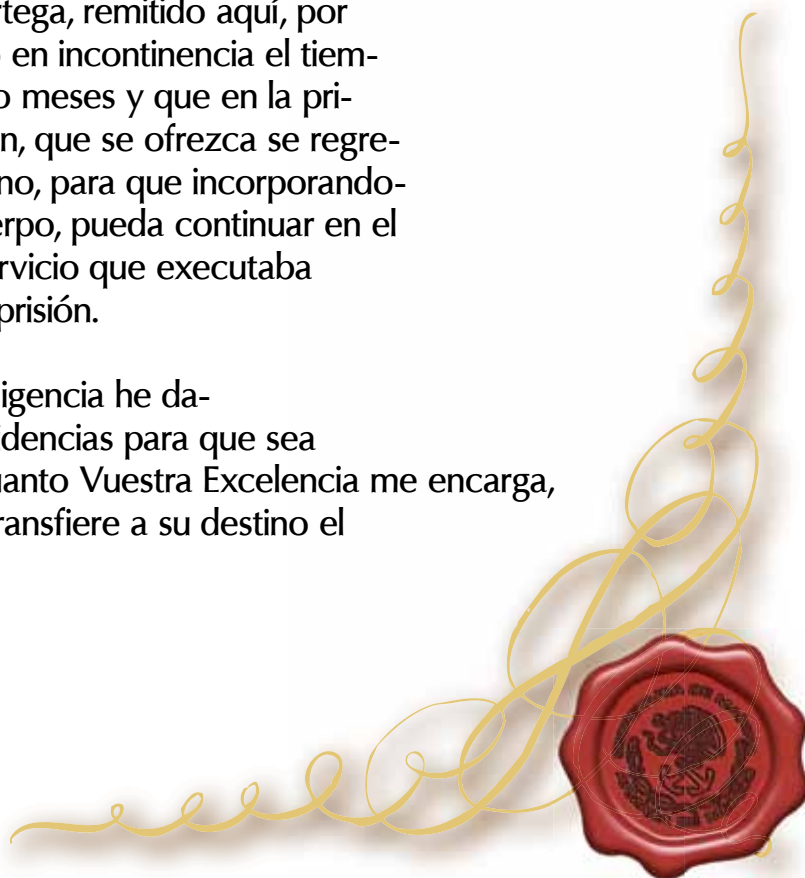 rtega, remitido aquí, por
en incontinencia el tiem-
o meses y que en la pri-
n, que se ofrezca se regre-
no, para que incorporando-
erpo, pueda continuar en el
rvicio que executaba
prisión.
igencia he da-
idencias para que sea
uanto Vuestra Excelencia me encarga,
ransfiere a su destino el